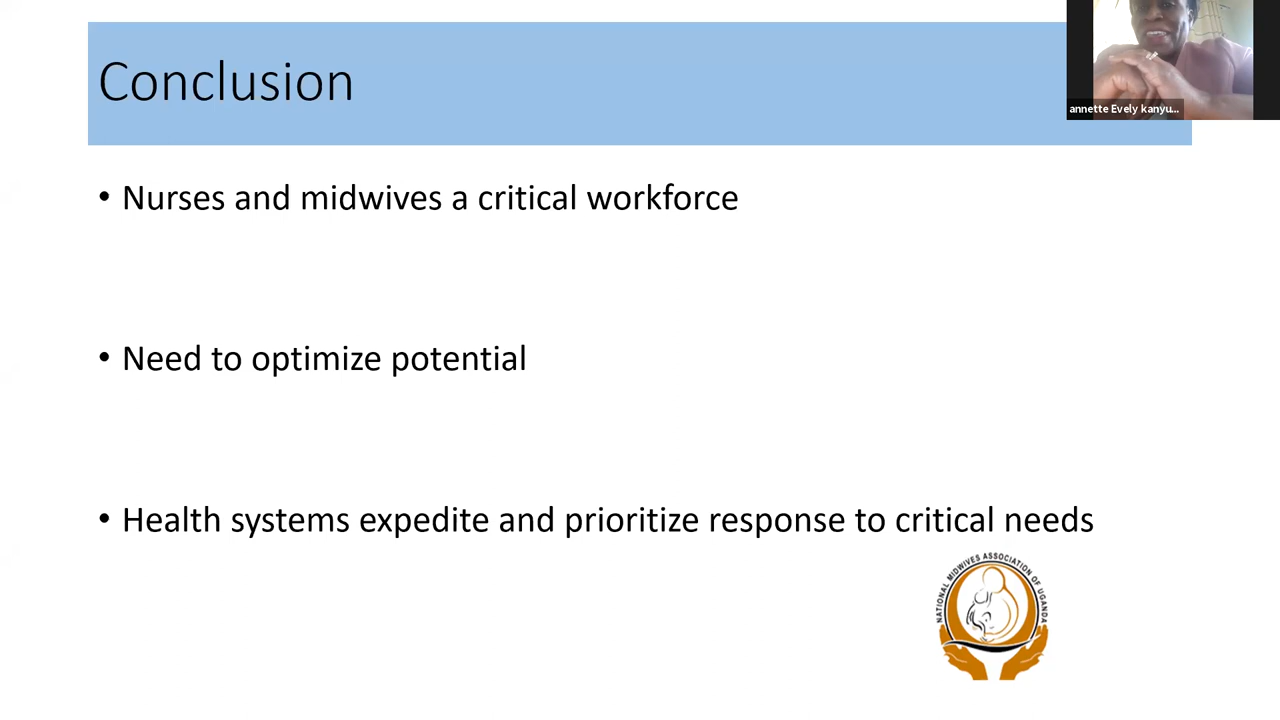 Conclusion
annette Evely kanyu...
• Nurses and midwives a critical workforce
• Need to optimize potential
• Health systems expedite and prioritize response to critical needs
NATIONAL MIDWIVES ASSOCIATION OF UGANDA